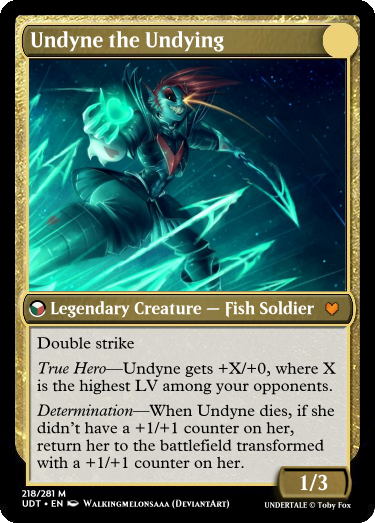 Undyne the Undying
Legendary Creature — Fish Soldier
Double strike
True Hero—Undyne gets +X/+0, where X
is the highest LV among your opponents.
Determination—When Undyne dies, if she
didn't have a +1/+1 counter on her,
return her to the battlefield transformed
with a +1/+1 counter on her.
1/3
218/281 M
UDT • EN WALKINGMELONSAAA (DEVIANTART)
UNDERTALE © Toby Fox